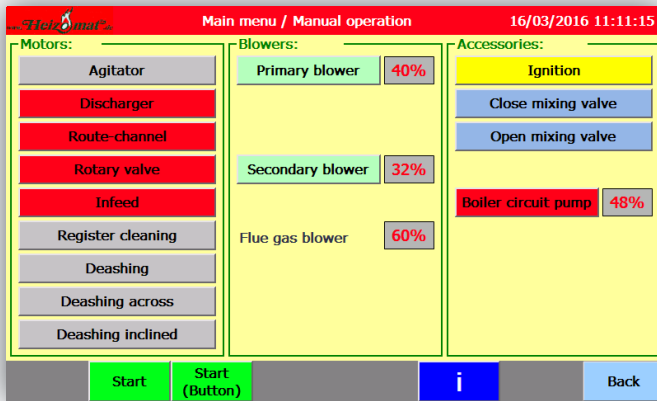 Heizomat
Main menu / Manual operation
16/03/2016 11:11:15
Motors:
Agitator
Discharger
Route-channel
Rotary valve
Infeed
Register cleaning
Deashing
Deashing across
Deashing inclined
Blowers:
Primary blower 40%
Secondary blower 32%
Flue gas blower 60%
Accessories:
Ignition
Close mixing valve
Open mixing valve
Boiler circuit pump 48%
Start
Start
(Button)
i
Back